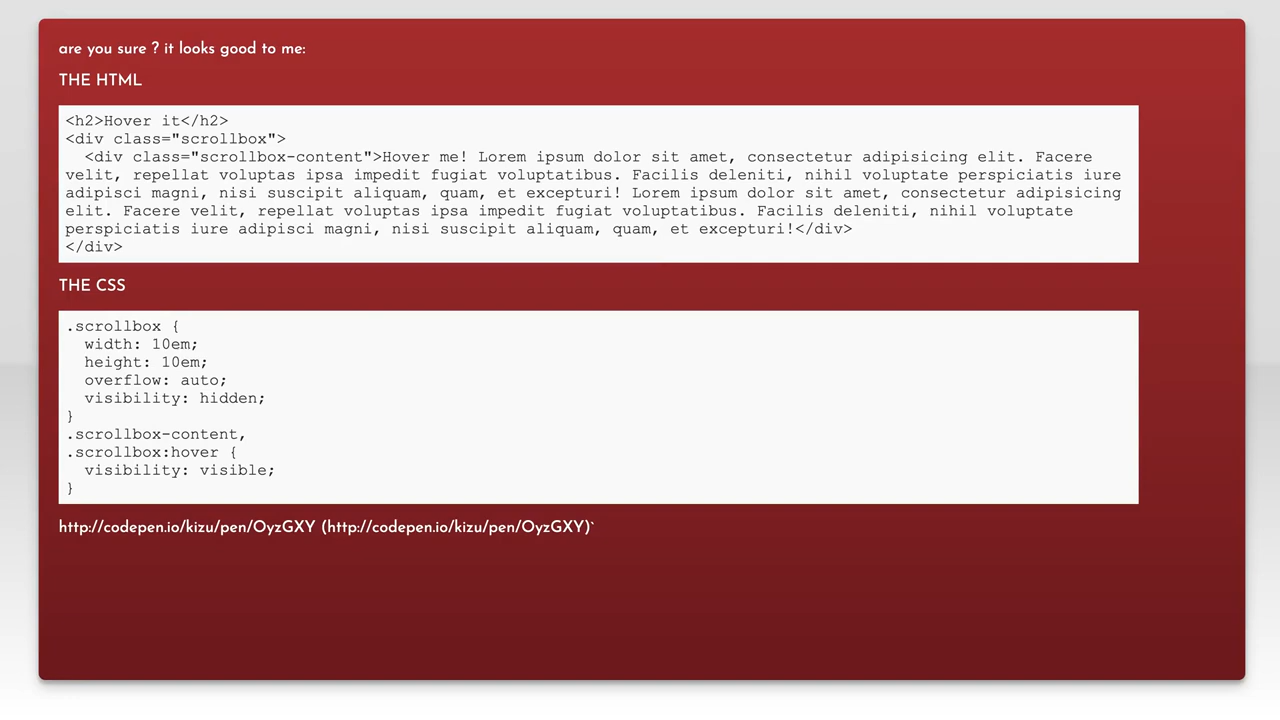 are you sure ? it looks good to me:
THE HTML
<h2>Hover it</h2>
<div class="scrollbox">
  <div class="scrollbox-content">Hover me! Lorem ipsum dolor sit amet, consectetur adipisicing elit. Facere
velit, repellat voluptas ipsa impedit fugiat voluptatibus. Facilis deleniti, nihil voluptate perspiciatis iure
adipisci magni, nisi suscipit aliquam, quam, et excepturi! Lorem ipsum dolor sit amet, consectetur adipisicing
elit. Facere velit, repellat voluptas ipsa impedit fugiat voluptatibus. Facilis deleniti, nihil voluptate
perspiciatis iure adipisci magni, nisi suscipit aliquam, quam, et excepturi!</div>
</div>
THE CSS
.scrollbox {
  width: 10em;
  height: 10em;
  overflow: auto;
  visibility: hidden;
}
.scrollbox-content,
.scrollbox:hover {
  visibility: visible;
}
http://codepen.io/kizu/pen/OyzGXY (http://codepen.io/kizu/pen/OyzGXY)`